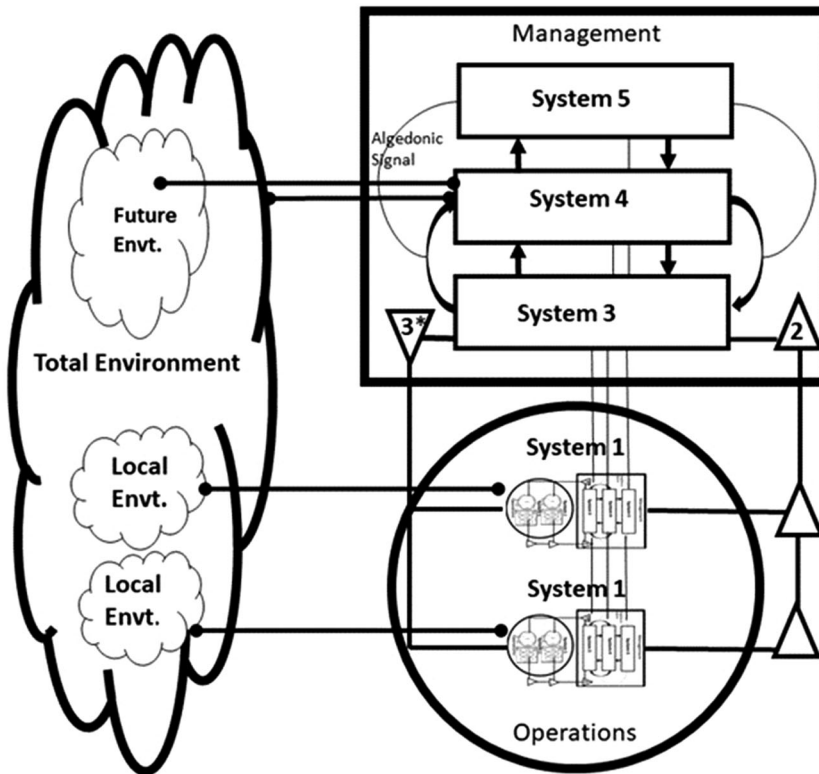 Management
System 5
Algedonic
Signal
System 4
Future
Envt.
System 3
3*
2
Total Environment
System 1
Local
Envt.
System 1
Local
Envt.
Operations